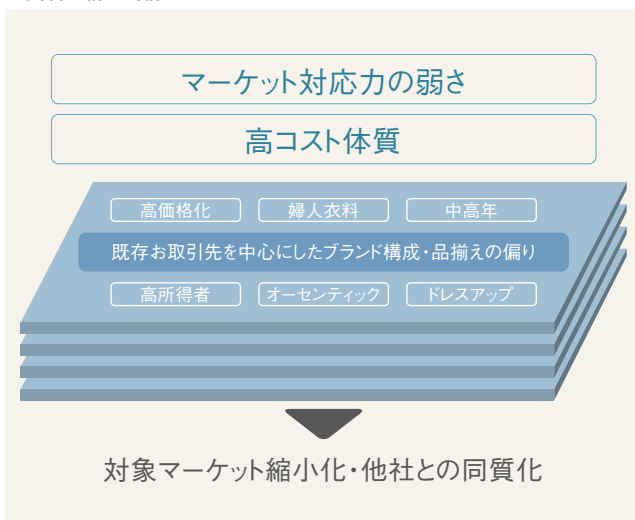 マーケット対応力の弱さ
高コスト体質
高価格化 婦人衣料 中高年
既存お取引先を中心にしたブランド構成・品揃えの偏り
高所得者 オーセンティック ドレスアップ
対象マーケット縮小化・他社との同質化